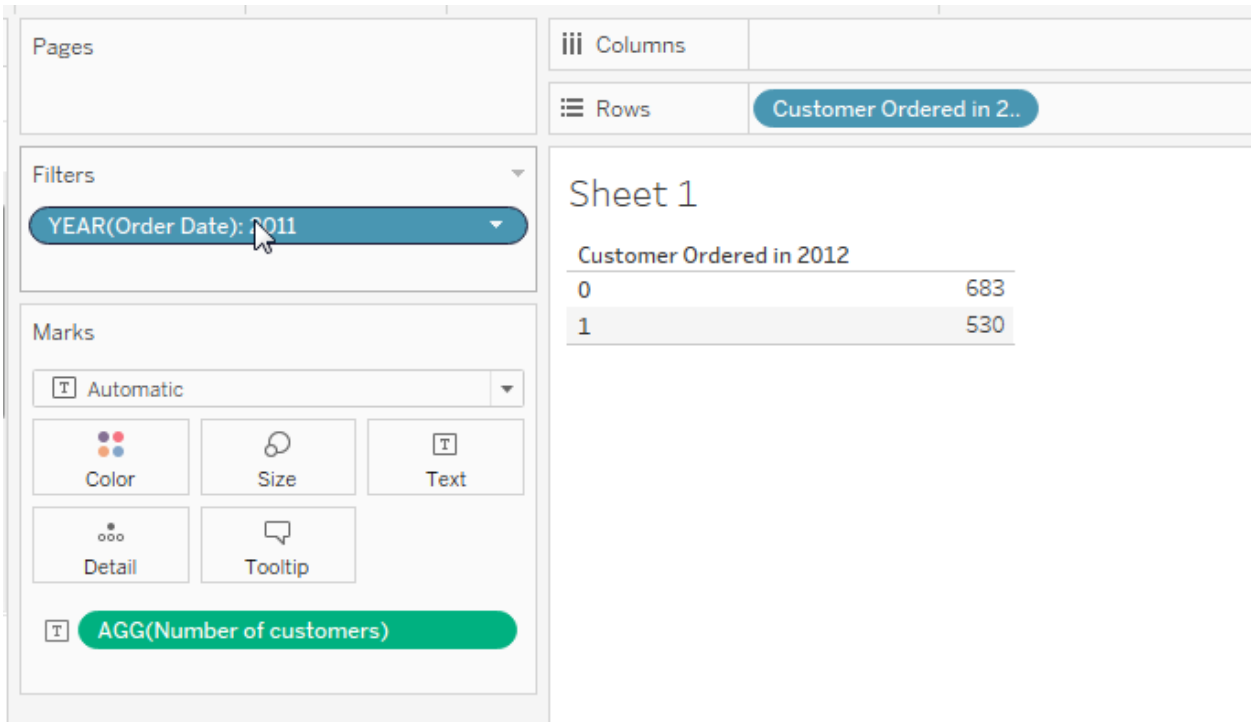 Pages
Columns
Rows
Customer Ordered in 2..
Filters
YEAR(Order Date): 2011
Sheet 1
Customer Ordered in 2012
0 683
1 530
Marks
T Automatic
Color
Size
T
Text
Detail
Tooltip
T AGG(Number of customers)